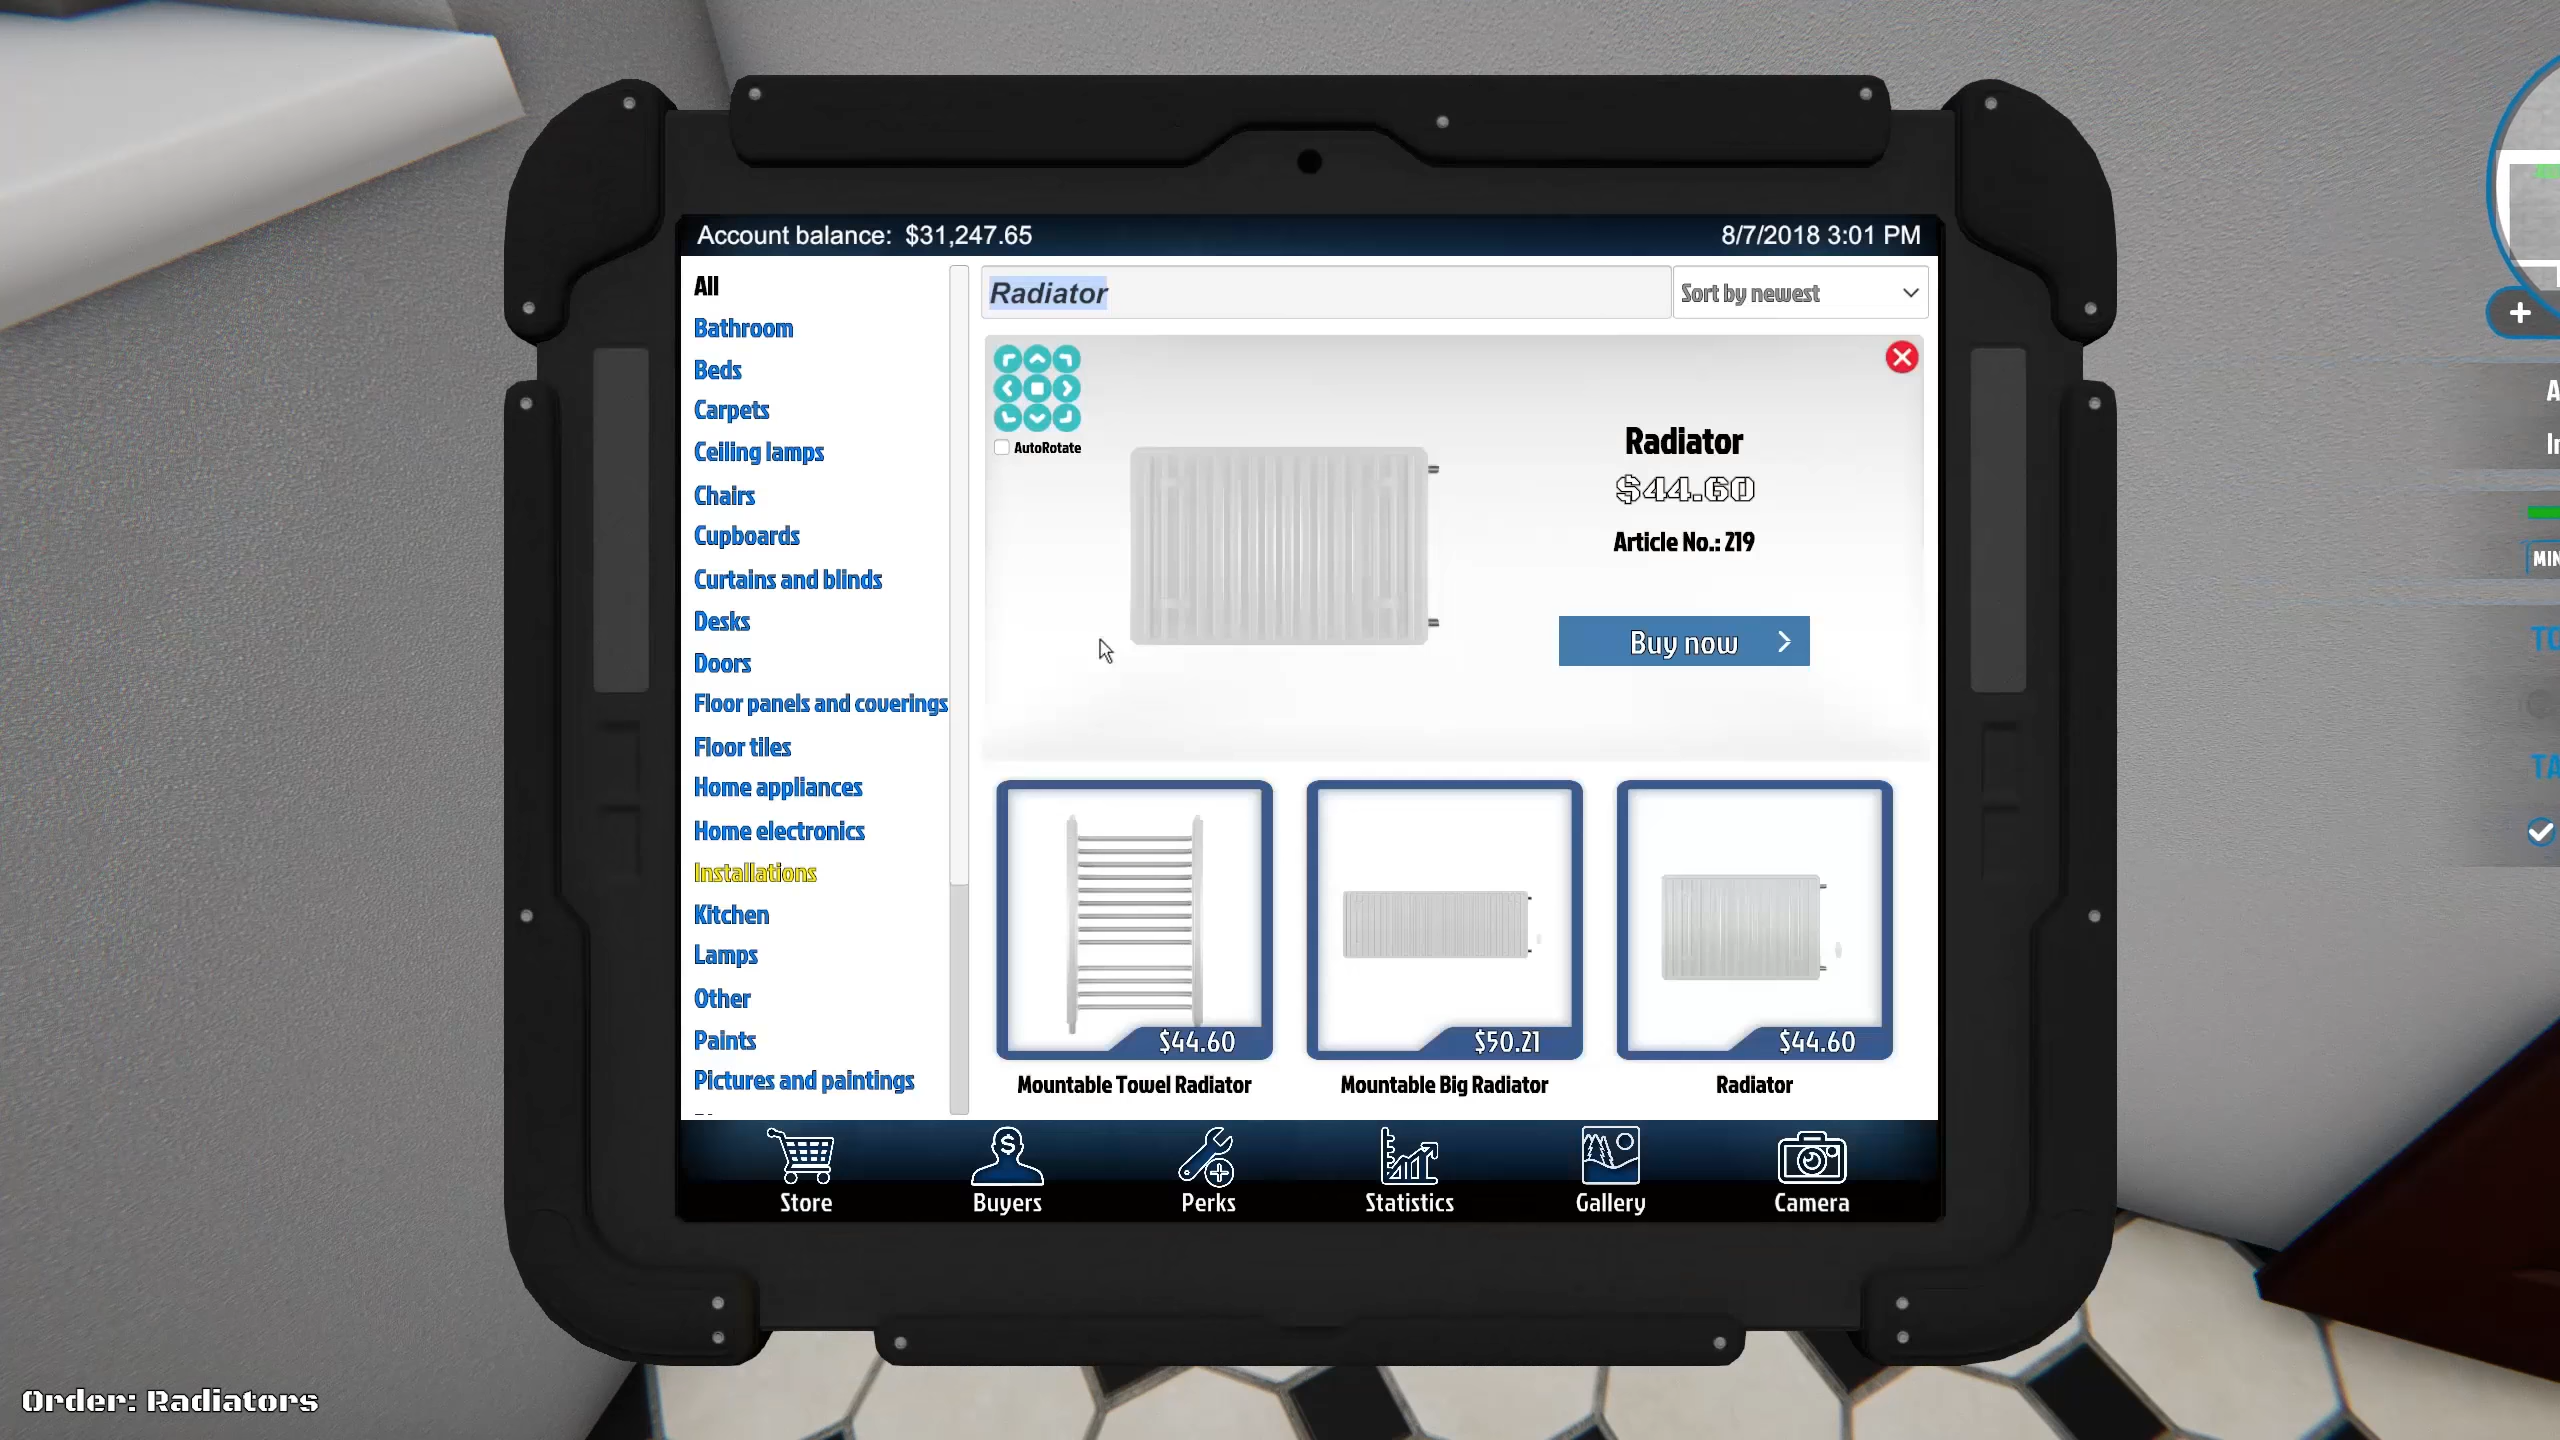 Account balance: $31,247.65
8/7/2018 3:01 PM
All
Bathroom
Beds
Carpets
Ceiling lamps
Chairs
Cupboards
Curtains and blinds
Desks
Doors
Floor panels and coverings
Floor tiles
Home appliances
Home electronics
Installations
Kitchen
Lamps
Other
Paints
Pictures and paintings
Radiator
Sort by newest
AutoRotate
Radiator
$44.60
Article No.: 219
Buy now
$44.60
Mountable Towel Radiator
$50.21
Mountable Big Radiator
$44.60
Radiator
Store
Buyers
Perks
Statistics
Gallery
Camera
Order: Radiators
MIN